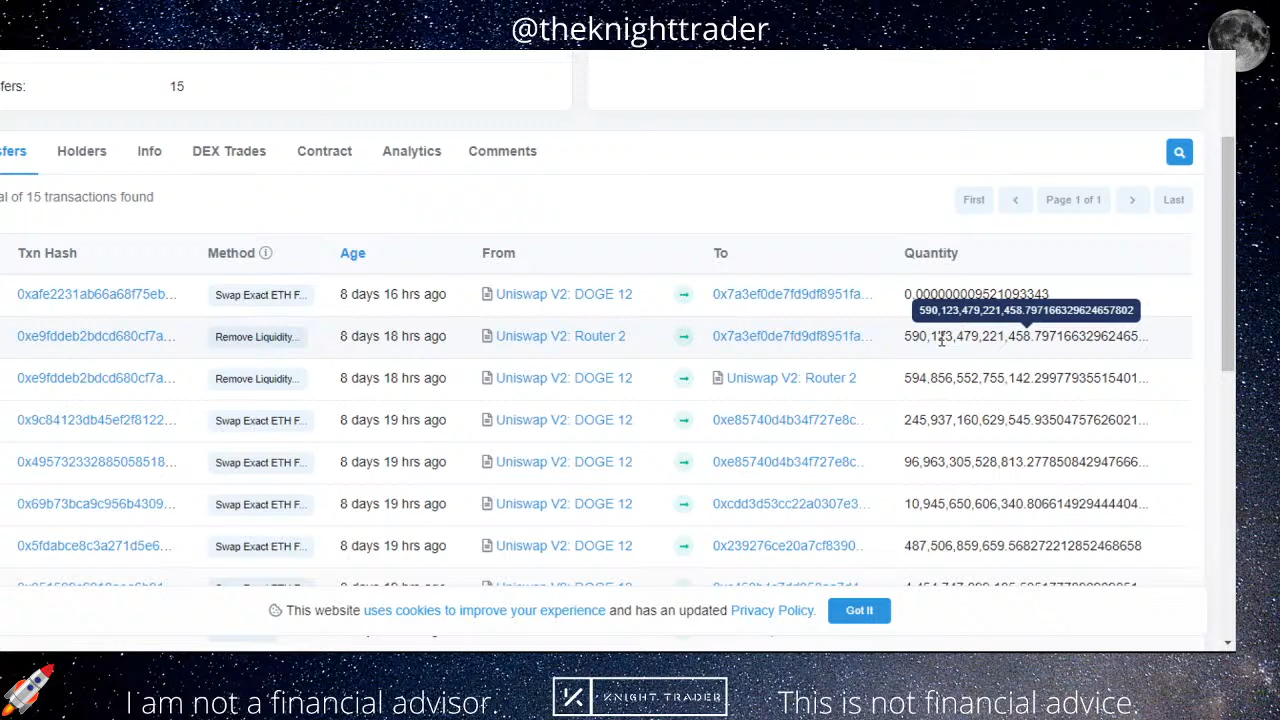 @theknighttrader
fers:
15
sfers Holders Info DEX Trades Contract Analytics Comments
al of 15 transactions found
First Page 1 of 1 Last
Txn Hash Method Age From To Quantity
0xafe2231ab66a68f75eb... Swap Exact ETH F... 8 days 16 hrs ago Uniswap V2: DOGE 12 0x7a3ef0de7fd9df8951fa... 0.000000009521093343
590,123,479,221,458.797166329624657802
0xe9fddeb2bdcd680cf7a... Remove Liquidity... 8 days 18 hrs ago Uniswap V2: Router 2 0x7a3ef0de7fd9df8951fa... 590,123,479,221,458.79716632962465...
0xe9fddeb2bdcd680cf7a... Remove Liquidity... 8 days 18 hrs ago Uniswap V2: DOGE 12 Uniswap V2: Router 2 594,856,552,755,142.29977935515401...
0x9c84123db45ef2f8122... Swap Exact ETH F... 8 days 19 hrs ago Uniswap V2: DOGE 12 0xe85740d4b34f727e8c.. 245,937,160,629,545.93504757626021...
0x495732332885058518... Swap Exact ETH F... 8 days 19 hrs ago Uniswap V2: DOGE 12 0xe85740d4b34f727e8c.. 96,963,305,528,813.277850842947666...
0x69b73bca9c956b4309... Swap Exact ETH F... 8 days 19 hrs ago Uniswap V2: DOGE 12 0xcdd3d53cc22a0307e3... 10,945,650,606,340.806614929444404...
0x5fdabce8c3a271d5e6... Swap Exact ETH F... 8 days 19 hrs ago Uniswap V2: DOGE 12 0x239276ce20a7cf8390.. 487,506,859,659.568272212852468658
This website uses cookies to improve your experience and has an updated Privacy Policy. Got It
I am not a financial advisor. KNIGHT TRADER This is not financial advice.